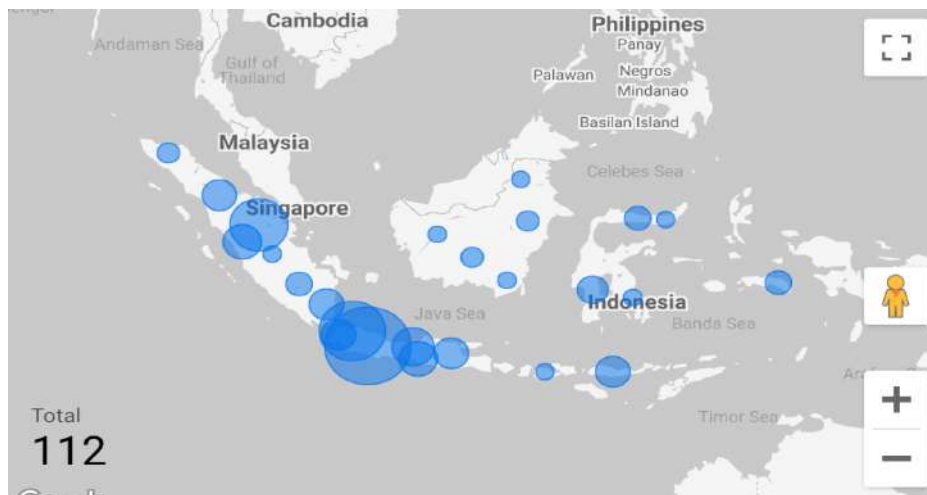 Cambodia
Philippines
Andaman Sea
Panay
Gulf of
Thailand
Palawan
Negros
Mindanao
Basilan Island
Malaysia
Celebes Sea
Singapore
Indonesia
Java Sea
Banda Sea
Total
112
Timor Sea
+
−